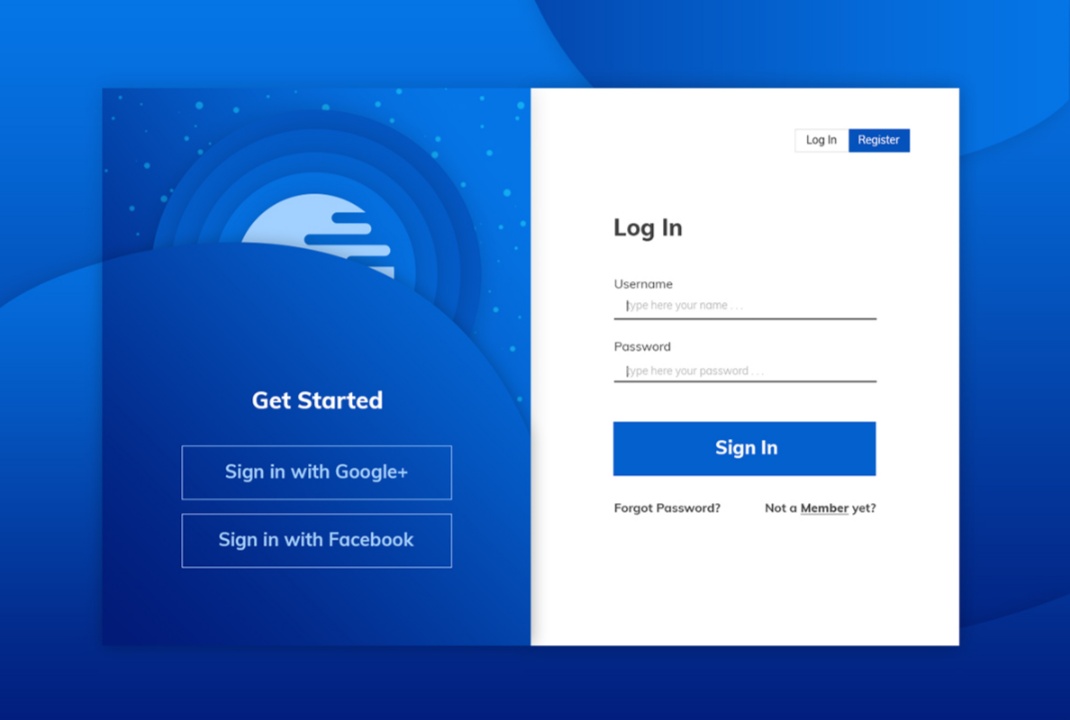 Log In
Register
Log In
Username
type here your name . . .
Password
type here your password . . .
Get Started
Sign in with Google+
Sign in with Facebook
Sign In
Forgot Password?
Not a Member yet?